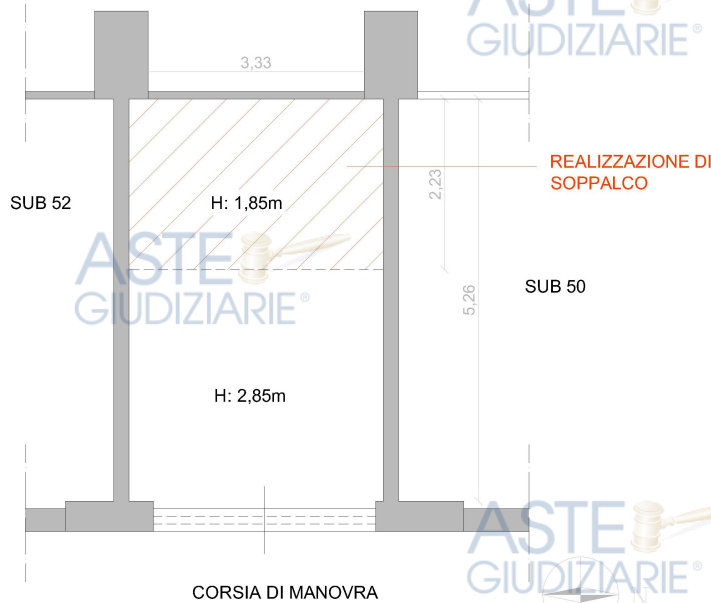 ASTE
GIUDIZIARIE®
3,33
REALIZZAZIONE DI
SOPPALCO
2,23
SUB 52
H: 1,85m
ASTE
GIUDIZIARIE®
5,26
SUB 50
H: 2,85m
ASTE
GIUDIZIARIE®
N
CORSIA DI MANOVRA